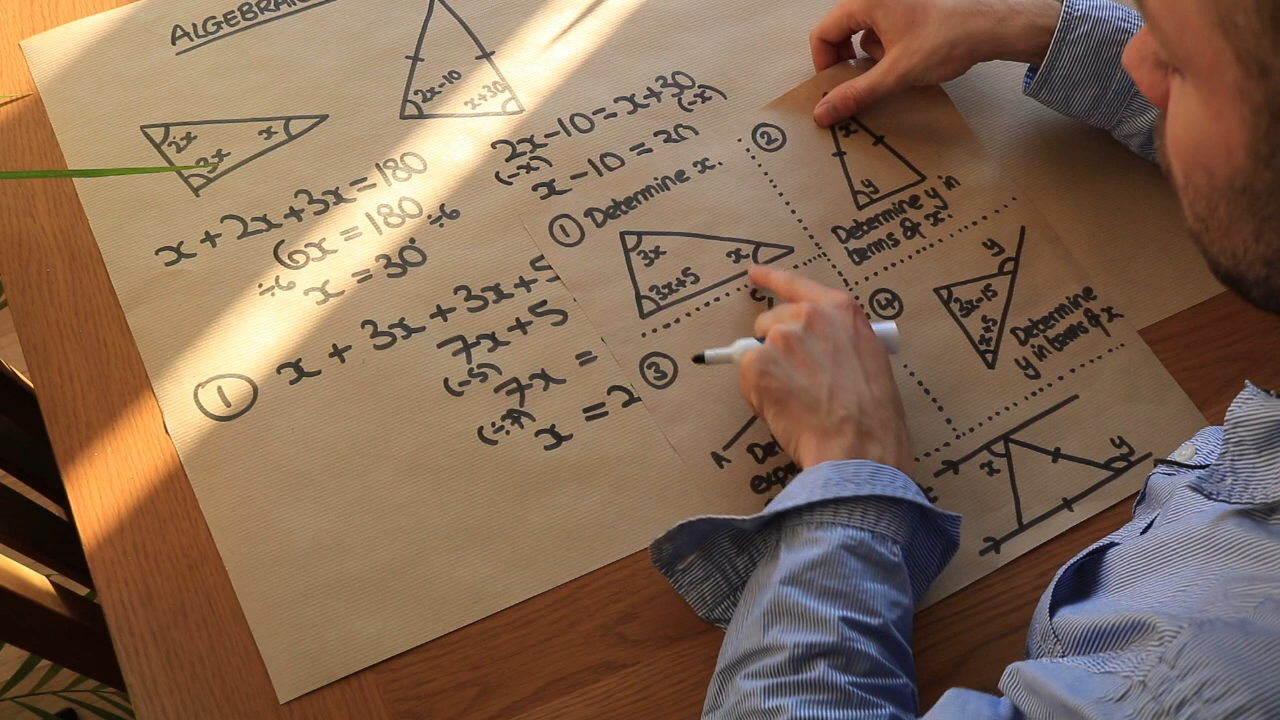 ALGEBRAIC
2x
x
3x
x + 2x + 3x = 180
6x = 180
÷6
÷6
x = 30°
2x-10
x+30
2x-10 = x+30
(-x)
(-x)
x-10 = 30
① x + 3x + 3x+5
7x+5
(-5)
7x =
(÷7)
x = 2
① Determine x.
3x
x
3x+5
②
x
y
Determine y in
terms of x.
③
A
④
y
3x-15
x+5
Determine
y in terms of x
x
y